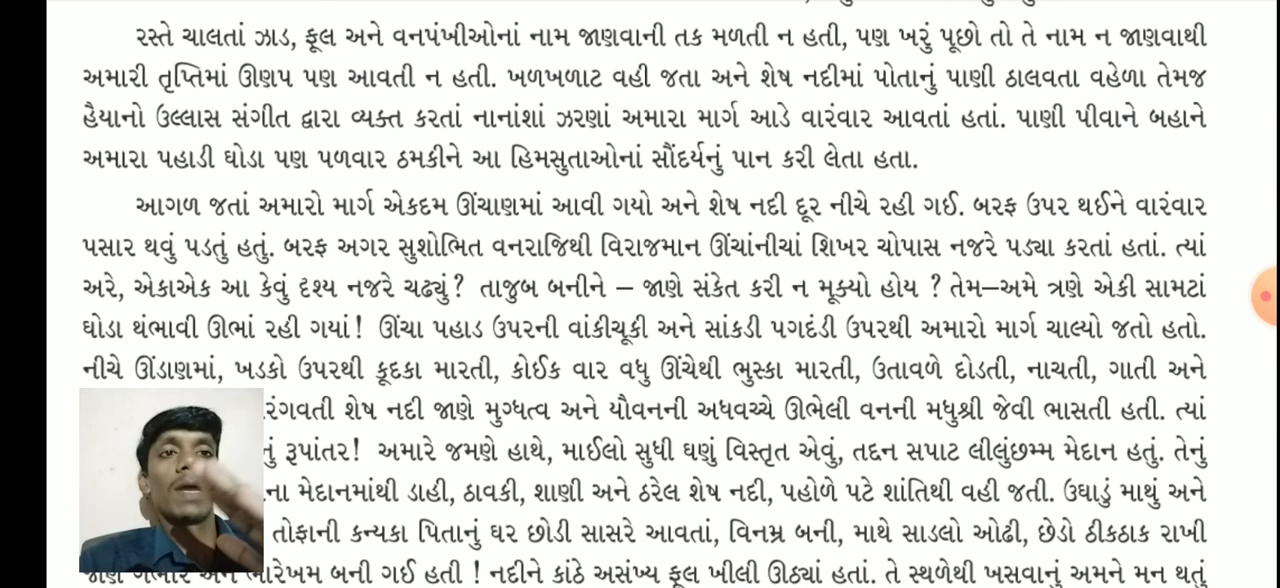 રસ્તે ચાલતાં ઝાડ, ફૂલ અને વનપંખીઓનાં નામ જાણવાની તક મળતી ન હતી, પણ ખરું પૂછો તો તે નામ ન જાણવાથી
અમારી તૃપ્તિમાં ઊણપ પણ આવતી ન હતી. ખળખળાટ વહી જતા અને શેષ નદીમાં પોતાનું પાણી ઠાલવતા વહેળા તેમજ
હૈયાનો ઉલ્લાસ સંગીત દ્વારા વ્યક્ત કરતાં નાનાંશાં ઝરણાં અમારા માર્ગ આડે વારંવાર આવતાં હતાં. પાણી પીવાને બહાને
અમારા પહાડી ઘોડા પણ પળવાર ઠમકીને આ હિમસુતાઓનાં સૌંદર્યનું પાન કરી લેતા હતા.
આગળ જતાં અમારો માર્ગ એકદમ ઊંચાણમાં આવી ગયો અને શેષ નદી દૂર નીચે રહી ગઈ. બરફ ઉપર થઈને વારંવાર
પસાર થવું પડતું હતું. બરફ અગર સુશોભિત વનરાજિથી વિરાજમાન ઊંચાંનીચાં શિખર ચોપાસ નજરે પડ્યા કરતાં હતાં. ત્યાં
અરે, એકાએક આ કેવું દૃશ્ય નજરે ચઢ્યું? તાજુબ બનીને – જાણે સંકેત કરી ન મૂક્યો હોય ? તેમ–અમે ત્રણે એકી સામટાં
ઘોડા થંભાવી ઊભાં રહી ગયાં! ઊંચા પહાડ ઉપરની વાંકીચૂકી અને સાંકડી પગદંડી ઉપરથી અમારો માર્ગ ચાલ્યો જતો હતો.
નીચે ઊંડાણમાં, ખડકો ઉપરથી કૂદકા મારતી, કોઈક વાર વધુ ઊંચેથી ભુસ્કા મારતી, ઉતાવળે દોડતી, નાચતી, ગાતી અને
રંગવતી શેષ નદી જાણે મુગ્ધત્વ અને યૌવનની અધવચ્ચે ઊભેલી વનની મધુશ્રી જેવી ભાસતી હતી. ત્યાં
રૂપાંતર! અમારે જમણે હાથે, માઈલો સુધી ઘણું વિસ્તૃત એવું, તદ્દન સપાટ લીલુંછમ્મ મેદાન હતું. તેનું
ના મેદાનમાંથી ડાહી, ઠાવકી, શાણી અને ઠરેલ શેષ નદી, પહોળે પટે શાંતિથી વહી જતી. ઉઘાડું માથું અને
તોફાની કન્યકા પિતાનું ઘર છોડી સાસરે આવતાં, વિનમ્ર બની, માથે સાડલો ઓઢી, છેડો ઠીકઠાક રાખી
ભારેખમ બની ગઈ હતી ! નદીને કાંઠે અસંખ્ય ફૂલ ખીલી ઊઠ્યાં હતાં. તે સ્થળેથી ખસવાનું અમને મન થતું